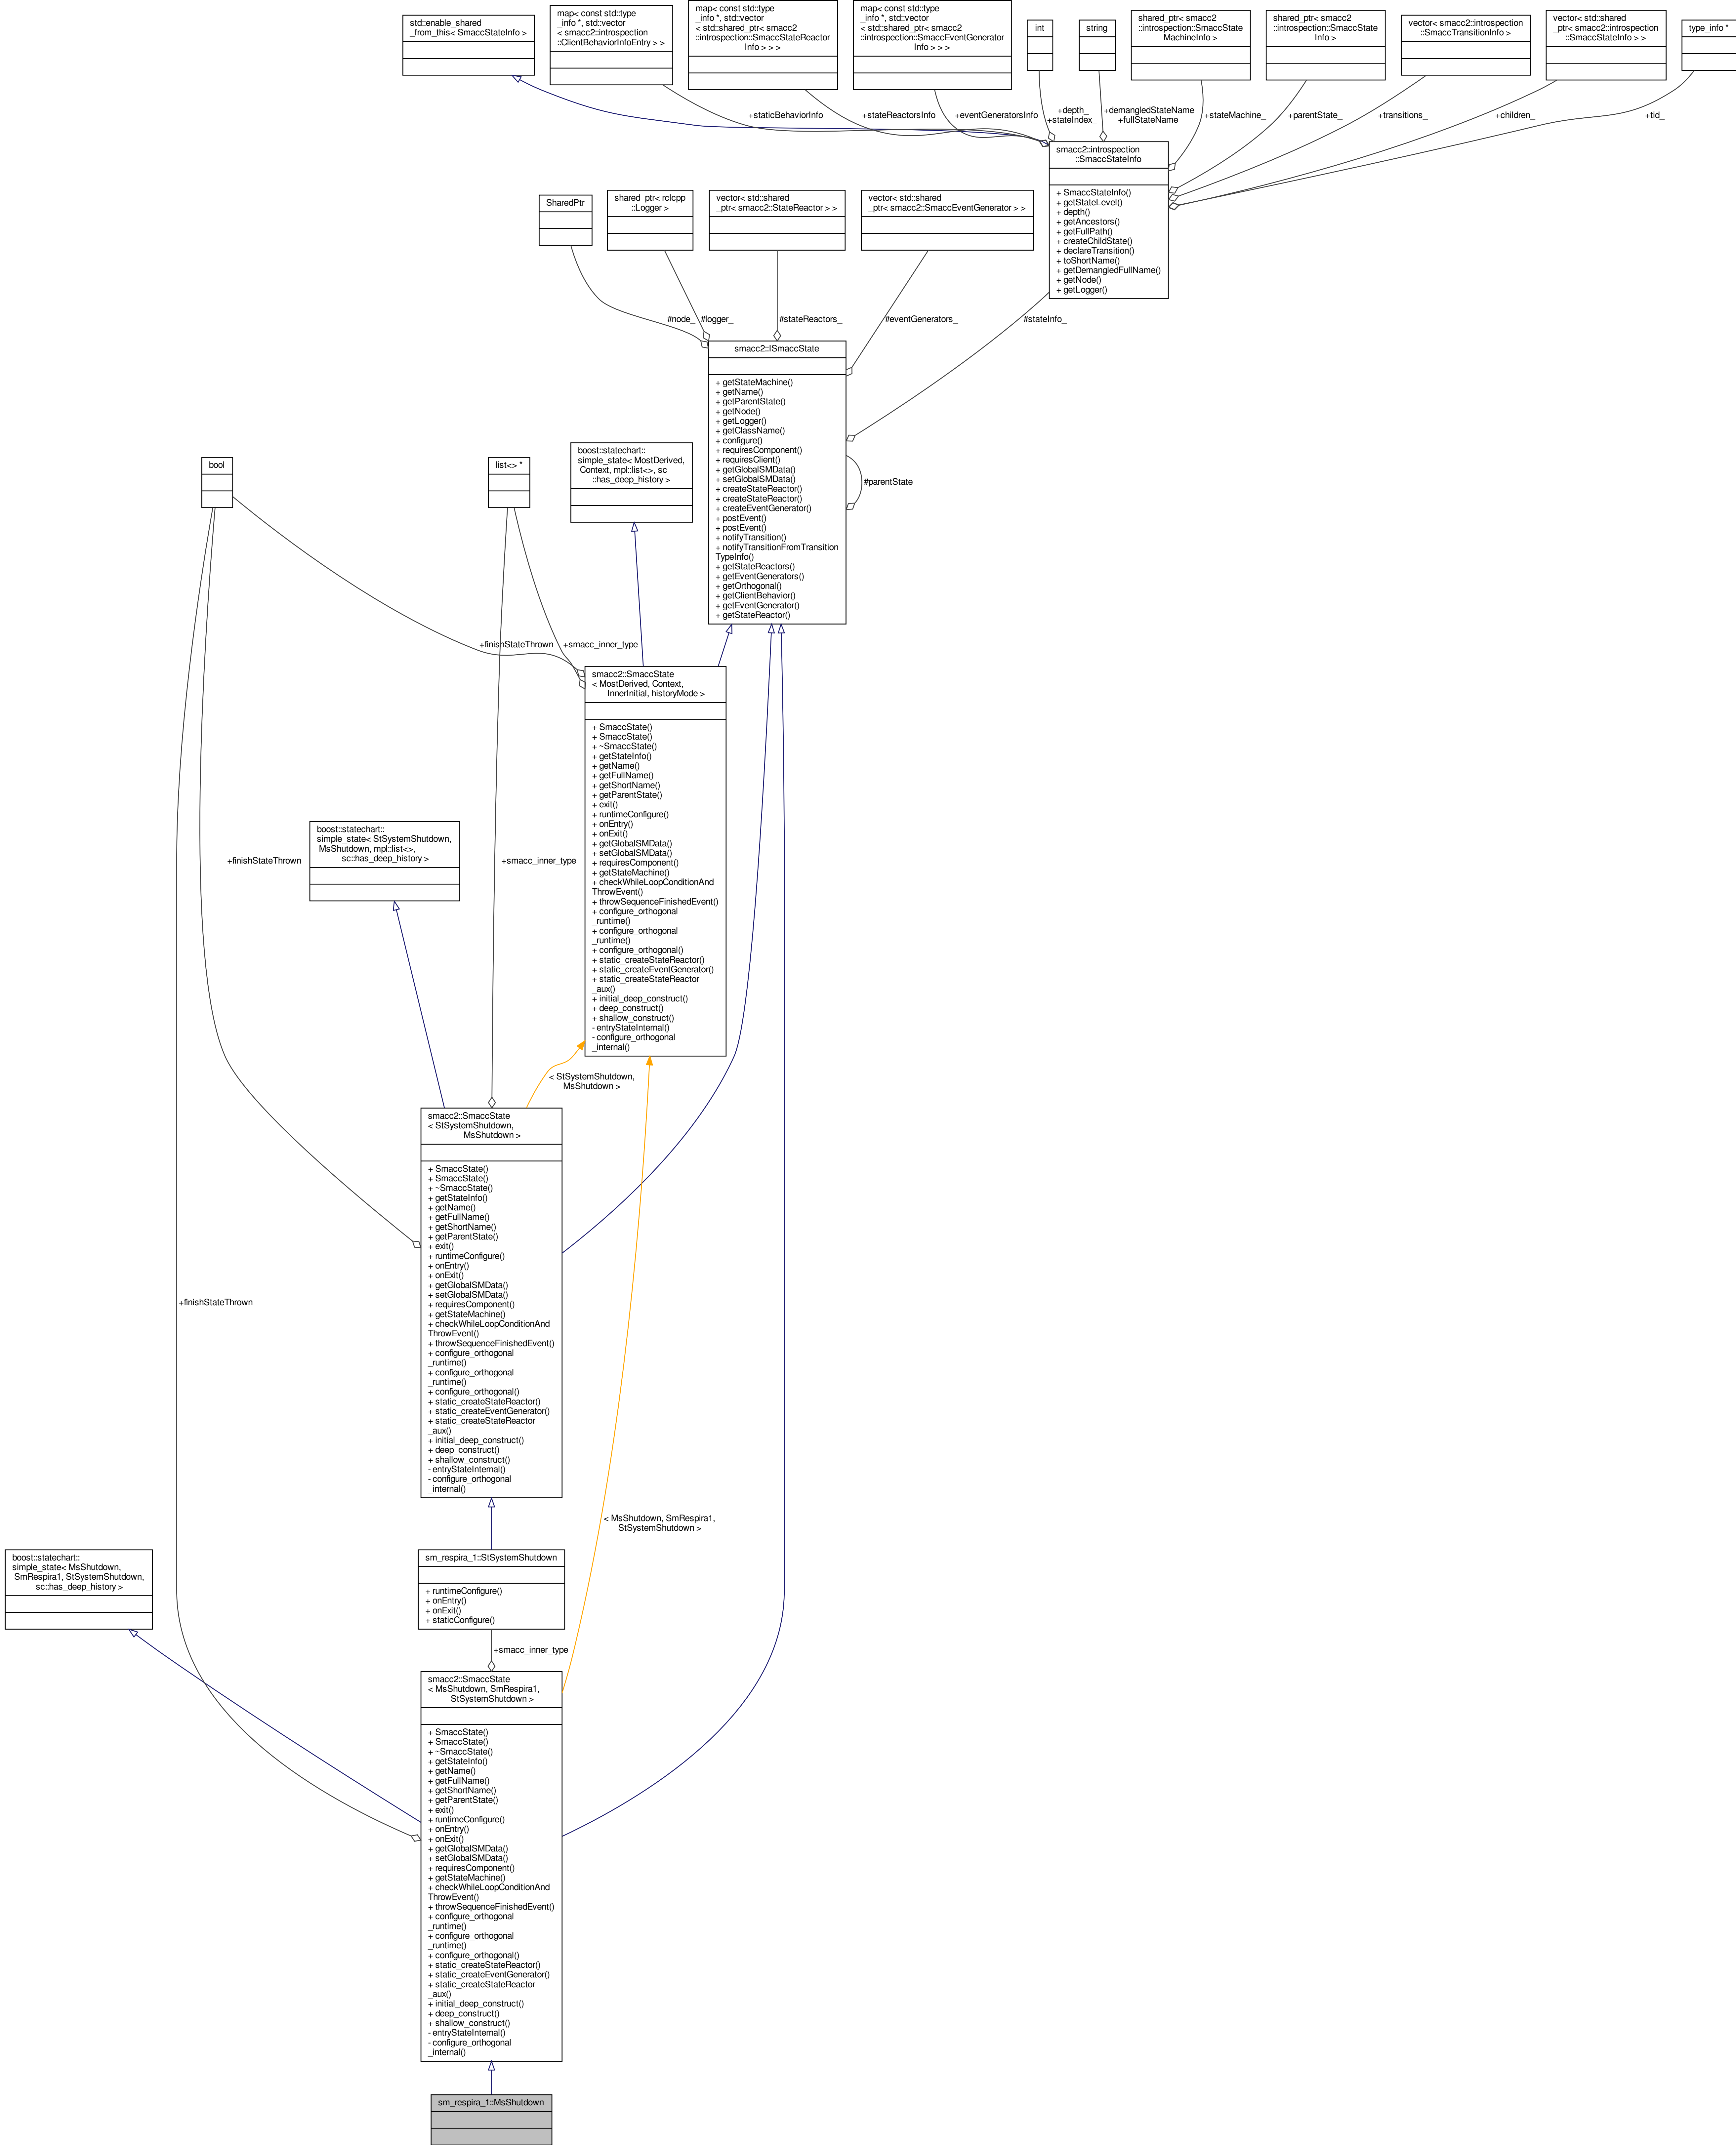 std::enable_shared
_from_this< SmaccStateInfo >
map< const std::type
_info *, std::vector
< smacc2::introspection
::ClientBehaviorInfoEntry > >
map< const std::type
_info *, std::vector
< std::shared_ptr< smacc2
::introspection::SmaccStateReactor
Info > > >
map< const std::type
_info *, std::vector
< std::shared_ptr< smacc2
::introspection::SmaccEventGenerator
Info > > >
int
string
shared_ptr< smacc2
::introspection::SmaccState
MachineInfo >
shared_ptr< smacc2
::introspection::SmaccState
Info >
vector< smacc2::introspection
::SmaccTransitionInfo >
vector< std::shared
_ptr< smacc2::introspection
::SmaccStateInfo > >
type_info *
+staticBehaviorInfo
+stateReactorsInfo
+eventGeneratorsInfo
+depth_
+stateIndex_
+demangledStateName
+fullStateName
+stateMachine_
+parentState_
+transitions_
+children_
+tid_
smacc2::introspection
::SmaccStateInfo
+ SmaccStateInfo()
+ getStateLevel()
+ depth()
+ getAncestors()
+ getFullPath()
+ createChildState()
+ declareTransition()
+ toShortName()
+ getDemangledFullName()
+ getNode()
+ getLogger()
SharedPtr
shared_ptr< rclcpp
::Logger >
vector< std::shared
_ptr< smacc2::StateReactor > >
vector< std::shared
_ptr< smacc2::SmaccEventGenerator > >
#node_
#logger_
#stateReactors_
#eventGenerators_
#stateInfo_
smacc2::ISmaccState
+ getStateMachine()
+ getName()
+ getParentState()
+ getNode()
+ getLogger()
+ getClassName()
+ configure()
+ requiresComponent()
+ requiresClient()
+ getGlobalSMData()
+ setGlobalSMData()
+ createStateReactor()
+ createStateReactor()
+ createEventGenerator()
+ postEvent()
+ postEvent()
+ notifyTransition()
+ notifyTransitionFromTransition
TypeInfo()
+ getStateReactors()
+ getEventGenerators()
+ getOrthogonal()
+ getClientBehavior()
+ getEventGenerator()
+ getStateReactor()
#parentState_
bool
list<> *
boost::statechart::
simple_state< MostDerived,
Context, mpl::list<>, sc
::has_deep_history >
+finishStateThrown
+smacc_inner_type
smacc2::SmaccState
< MostDerived, Context,
InnerInitial, historyMode >
+ SmaccState()
+ SmaccState()
+ ~SmaccState()
+ getStateInfo()
+ getName()
+ getFullName()
+ getShortName()
+ getParentState()
+ exit()
+ runtimeConfigure()
+ onEntry()
+ onExit()
+ getGlobalSMData()
+ setGlobalSMData()
+ requiresComponent()
+ getStateMachine()
+ checkWhileLoopConditionAnd
ThrowEvent()
+ throwSequenceFinishedEvent()
+ configure_orthogonal
_runtime()
+ configure_orthogonal
_runtime()
+ configure_orthogonal()
+ static_createStateReactor()
+ static_createEventGenerator()
+ static_createStateReactor
_aux()
+ initial_deep_construct()
+ deep_construct()
+ shallow_construct()
- entryStateInternal()
- configure_orthogonal
_internal()
boost::statechart::
simple_state< StSystemShutdown,
MsShutdown, mpl::list<>,
sc::has_deep_history >
+finishStateThrown
+smacc_inner_type
< StSystemShutdown,
MsShutdown >
smacc2::SmaccState
< StSystemShutdown,
MsShutdown >
+ SmaccState()
+ SmaccState()
+ ~SmaccState()
+ getStateInfo()
+ getName()
+ getFullName()
+ getShortName()
+ getParentState()
+ exit()
+ runtimeConfigure()
+ onEntry()
+ onExit()
+ getGlobalSMData()
+ setGlobalSMData()
+ requiresComponent()
+ getStateMachine()
+ checkWhileLoopConditionAnd
ThrowEvent()
+ throwSequenceFinishedEvent()
+ configure_orthogonal
_runtime()
+ configure_orthogonal
_runtime()
+ configure_orthogonal()
+ static_createStateReactor()
+ static_createEventGenerator()
+ static_createStateReactor
_aux()
+ initial_deep_construct()
+ deep_construct()
+ shallow_construct()
- entryStateInternal()
- configure_orthogonal
_internal()
+finishStateThrown
< MsShutdown, SmRespira1,
StSystemShutdown >
boost::statechart::
simple_state< MsShutdown,
SmRespira1, StSystemShutdown,
sc::has_deep_history >
sm_respira_1::StSystemShutdown
+ runtimeConfigure()
+ onEntry()
+ onExit()
+ staticConfigure()
+smacc_inner_type
smacc2::SmaccState
< MsShutdown, SmRespira1,
StSystemShutdown >
+ SmaccState()
+ SmaccState()
+ ~SmaccState()
+ getStateInfo()
+ getName()
+ getFullName()
+ getShortName()
+ getParentState()
+ exit()
+ runtimeConfigure()
+ onEntry()
+ onExit()
+ getGlobalSMData()
+ setGlobalSMData()
+ requiresComponent()
+ getStateMachine()
+ checkWhileLoopConditionAnd
ThrowEvent()
+ throwSequenceFinishedEvent()
+ configure_orthogonal
_runtime()
+ configure_orthogonal
_runtime()
+ configure_orthogonal()
+ static_createStateReactor()
+ static_createEventGenerator()
+ static_createStateReactor
_aux()
+ initial_deep_construct()
+ deep_construct()
+ shallow_construct()
- entryStateInternal()
- configure_orthogonal
_internal()
sm_respira_1::MsShutdown